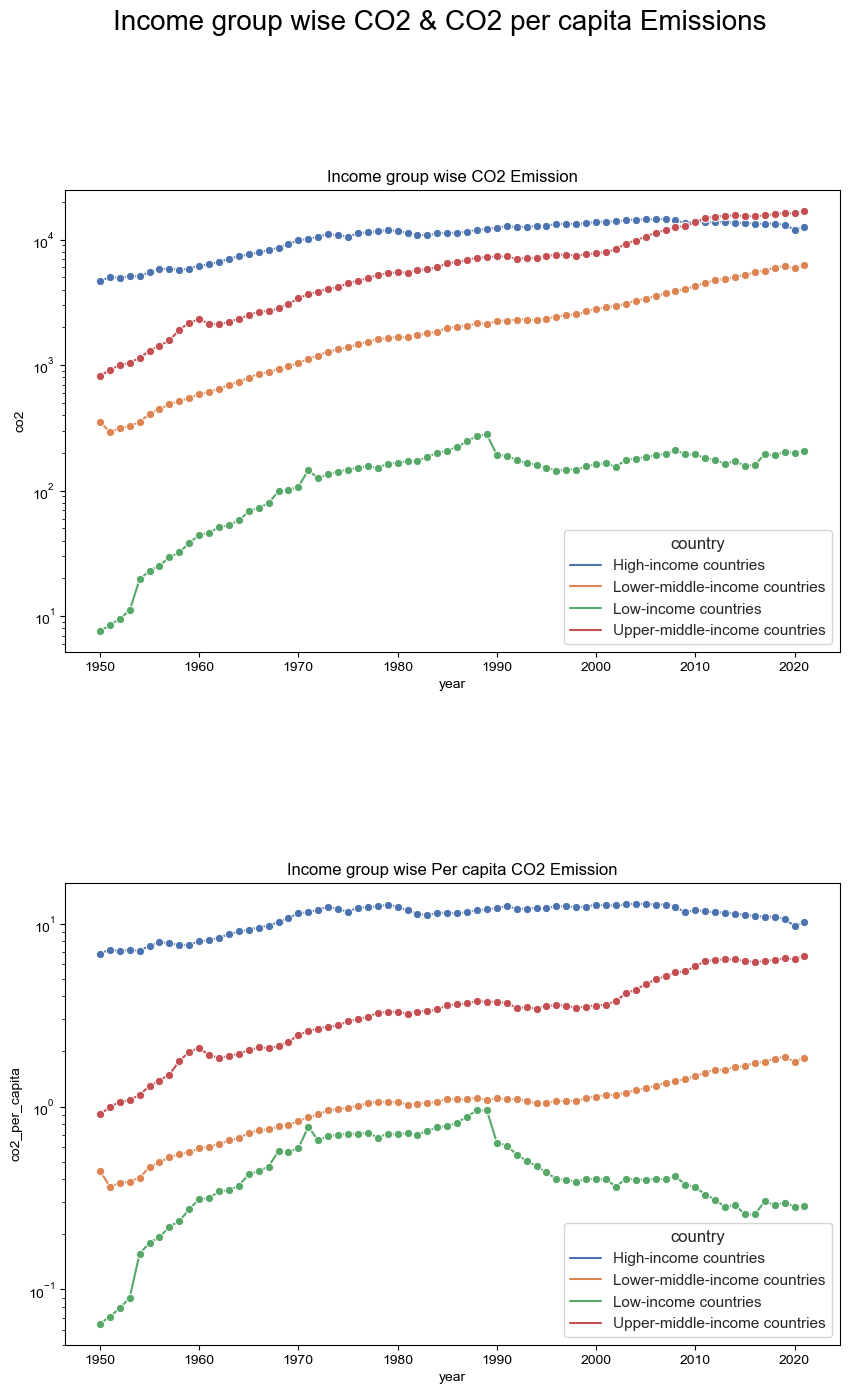 Income group wise CO2 & CO2 per capita Emissions
Income group wise CO2 Emission
co2
10^4
10^3
10^2
10^1
country
High-income countries
Lower-middle-income countries
Low-income countries
Upper-middle-income countries
1950 1960 1970 1980 1990 2000 2010 2020
year
Income group wise Per capita CO2 Emission
co2_per_capita
10^1
10^0
10^−1
country
High-income countries
Lower-middle-income countries
Low-income countries
Upper-middle-income countries
1950 1960 1970 1980 1990 2000 2010 2020
year